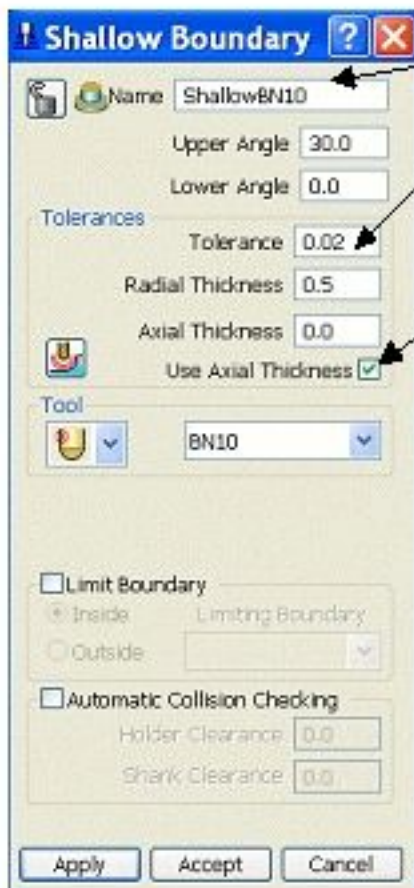 Shallow Boundary
Name ShallowBN10
Upper Angle 30.0
Lower Angle 0.0
Tolerances
Tolerance 0.02
Radial Thickness 0.5
Axial Thickness 0.0
Use Axial Thickness
Tool
BN10
Limit Boundary
Inside Limiting Boundary
Outside
Automatic Collision Checking
Holder Clearance 0.0
Shank Clearance 0.0
Apply Accept Cancel